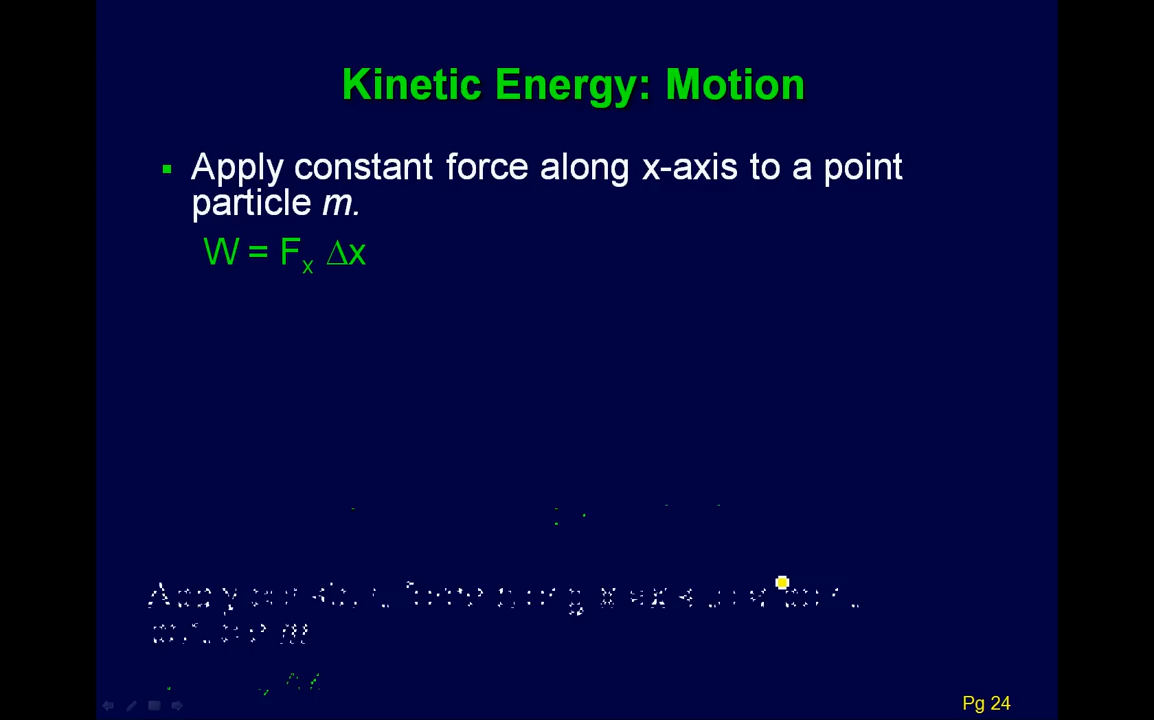 Kinetic Energy: Motion
▪ Apply constant force along x-axis to a point
particle m.
W = Fₓ Δx
Pg 24